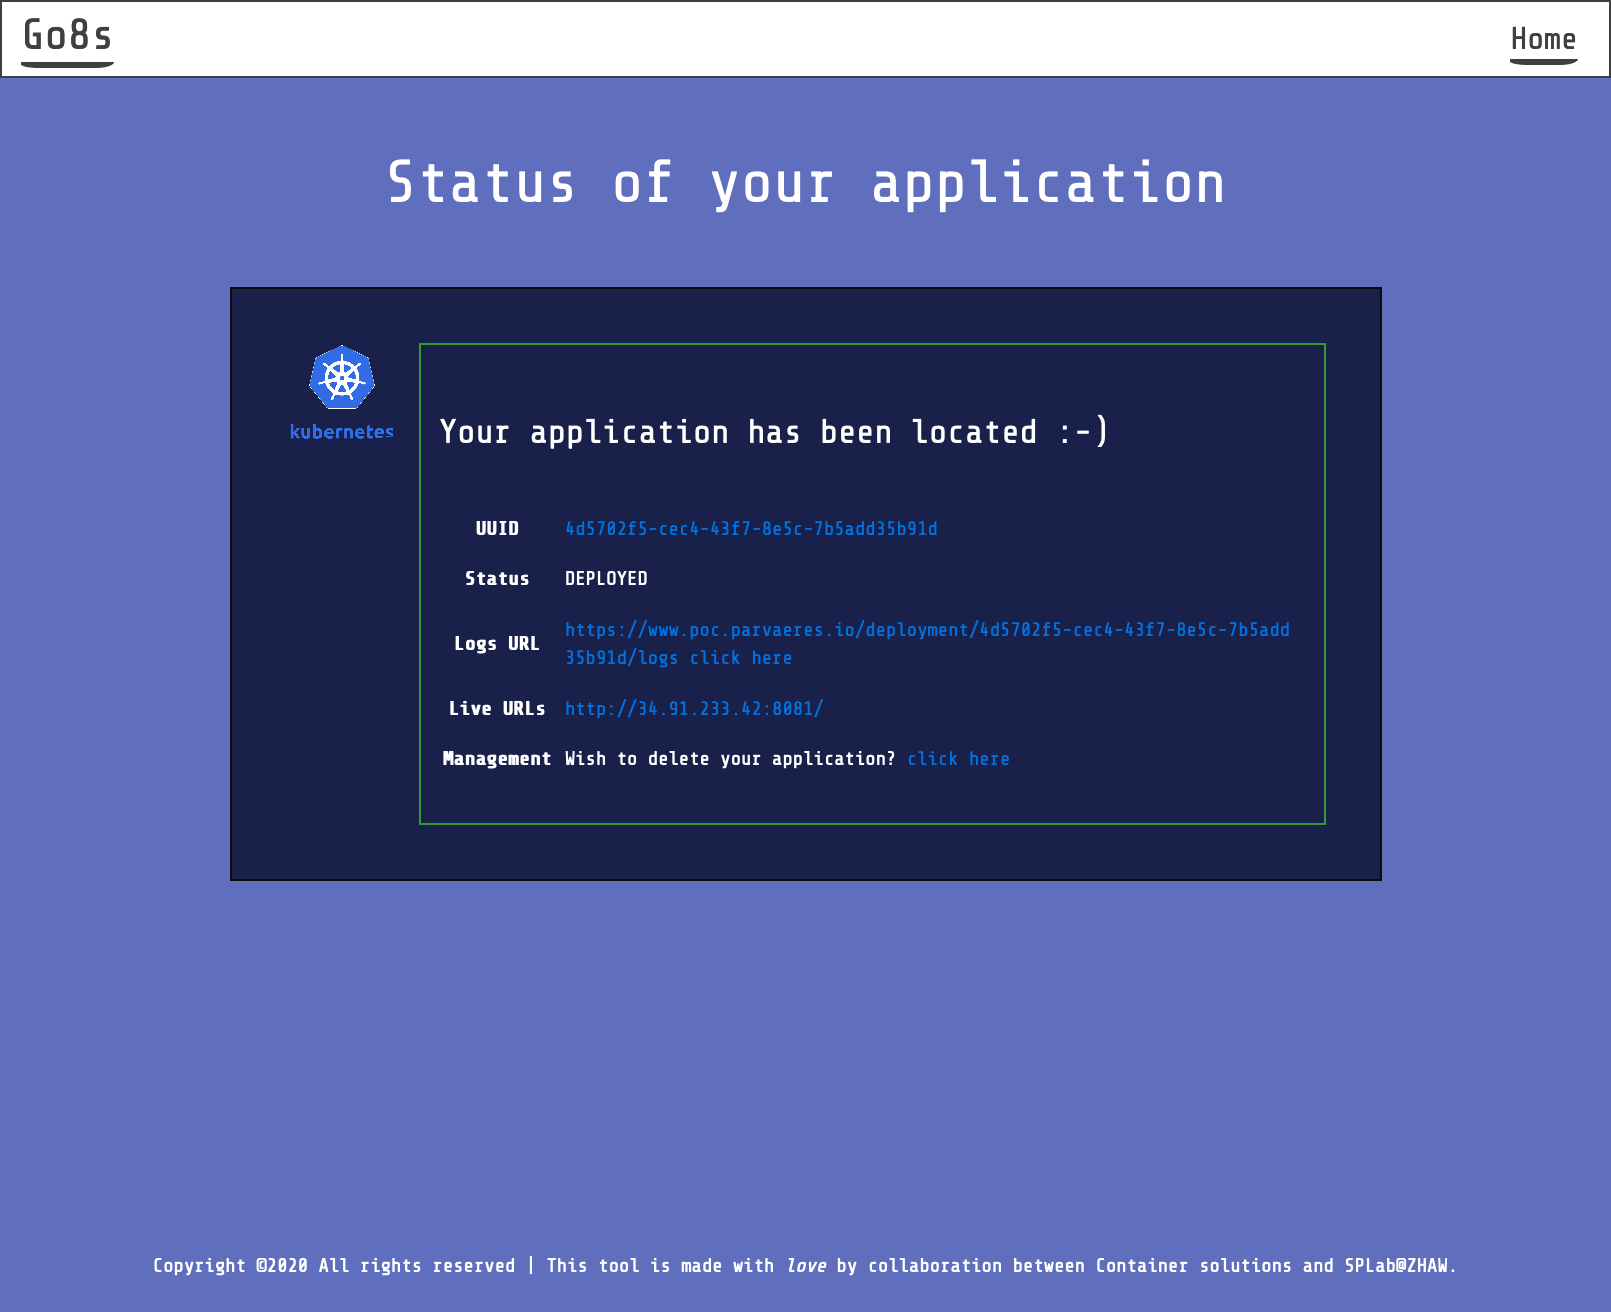 Go8s
Home
Status of your application
kubernetes
Your application has been located :-)
UUID 4d5702f5-cec4-43f7-8e5c-7b5add35b91d
Status DEPLOYED
Logs URL https://www.poc.parvaeres.io/deployment/4d5702f5-cec4-43f7-8e5c-7b5add
35b91d/logs click here
Live URLs http://34.91.233.42:8081/
Management Wish to delete your application? click here
Copyright ©2020 All rights reserved | This tool is made with love by collaboration between Container solutions and SPLab@ZHAW.